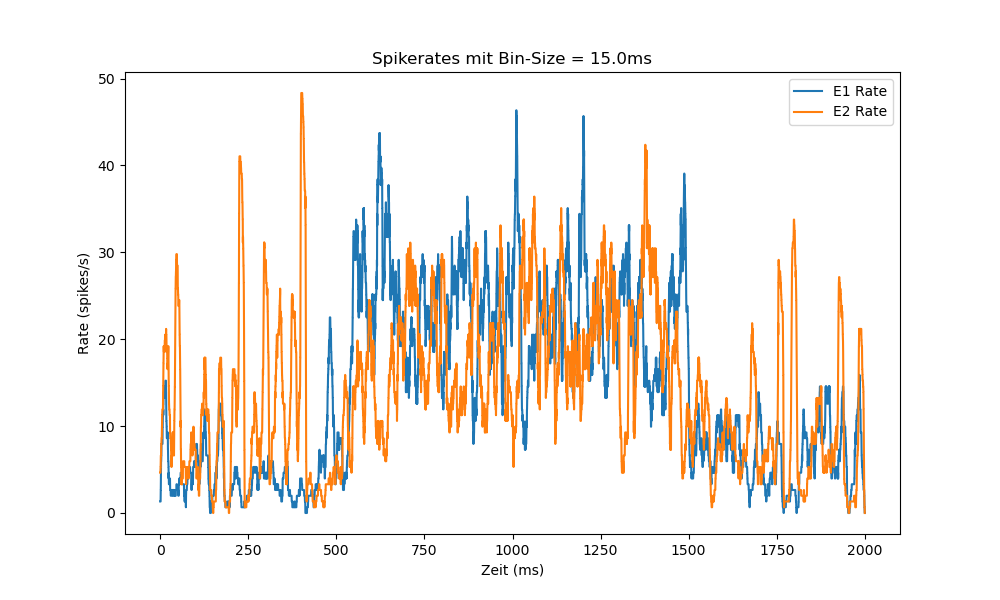 Spikerates mit Bin-Size = 15.0ms
E1 Rate
E2 Rate
50
40
30
20
10
0
Rate (spikes/s)
0 250 500 750 1000 1250 1500 1750 2000
Zeit (ms)